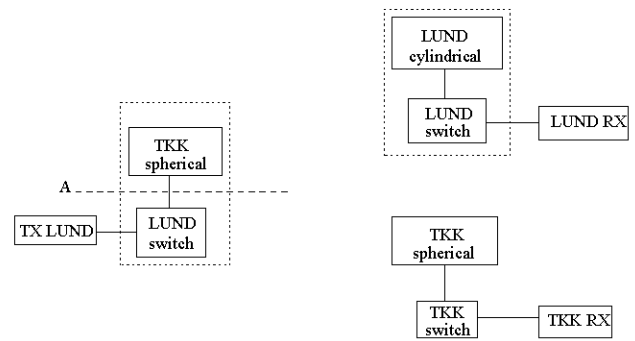 TKK
spherical
A
TX LUND
LUND
switch
LUND
cylindrical
LUND
switch
LUND RX
TKK
spherical
TKK
switch
TKK RX